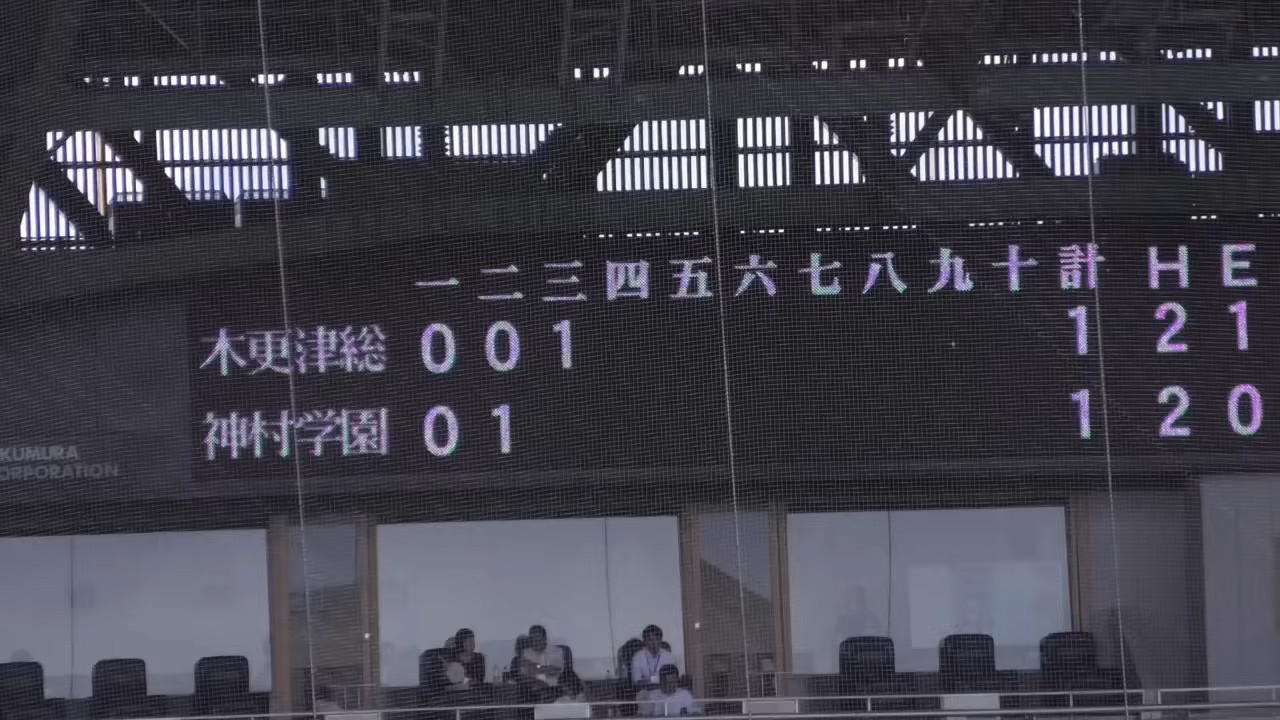 一 二 三 四 五 六 七 八 九 十 計 H E
木更津総 0 0 1 1 2 1
神村学園 0 1 1 2 0
KUMURA
ORPORATION